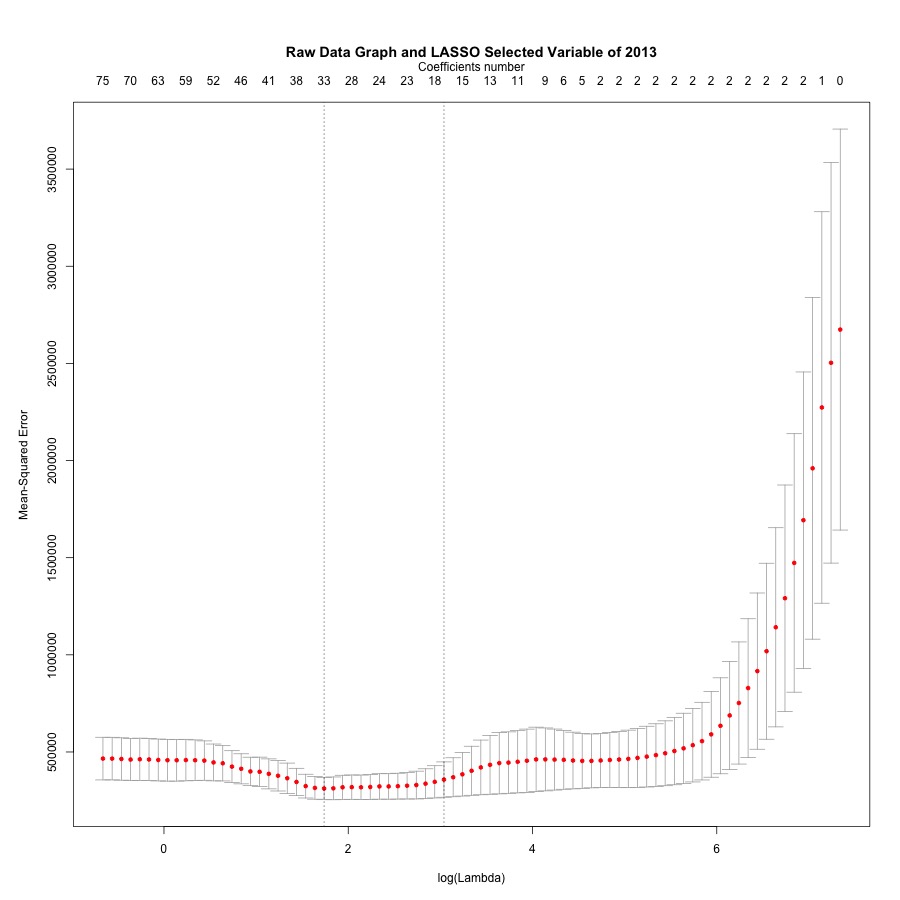 Raw Data Graph and LASSO Selected Variable of 2013
Coefficients number
75 70 63 59 52 46 41 38 33 28 24 23 18 15 13 11 9 6 5 2 2 2 2 2 2 2 2 2 2 2 2 1 0
3500000
3000000
2500000
2000000
1500000
1000000
500000
Mean-Squared Error
0 2 4 6
log(Lambda)